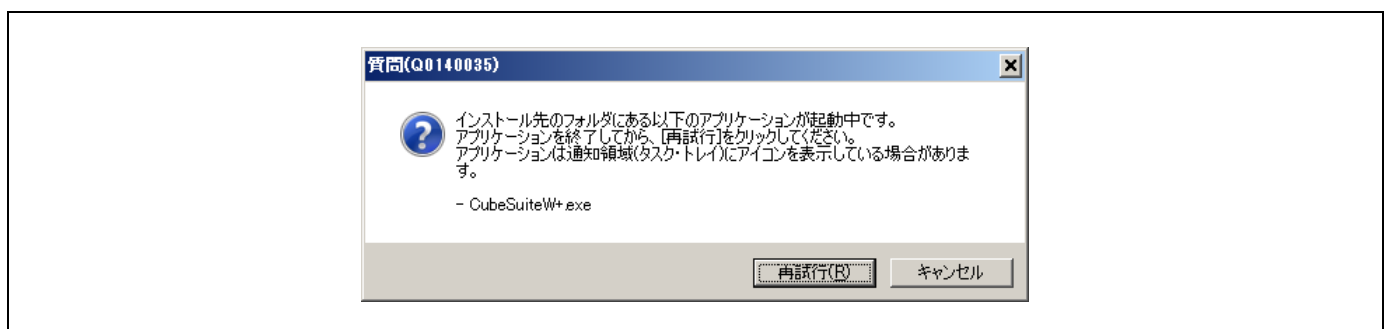 質問(Q0140035)
インストール先のフォルダにある以下のアプリケーションが起動中です。
アプリケーションを終了してから、[再試行]をクリックしてください。
アプリケーションは通知領域(タスク・トレイ)にアイコンを表示している場合がありま
す。
- CubeSuiteW+.exe
再試行(R)
キャンセル